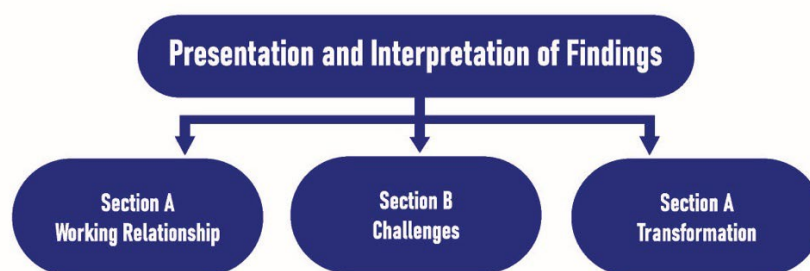 Presentation and Interpretation of Findings
Section A
Working Relationship
Section B
Challenges
Section A
Transformation